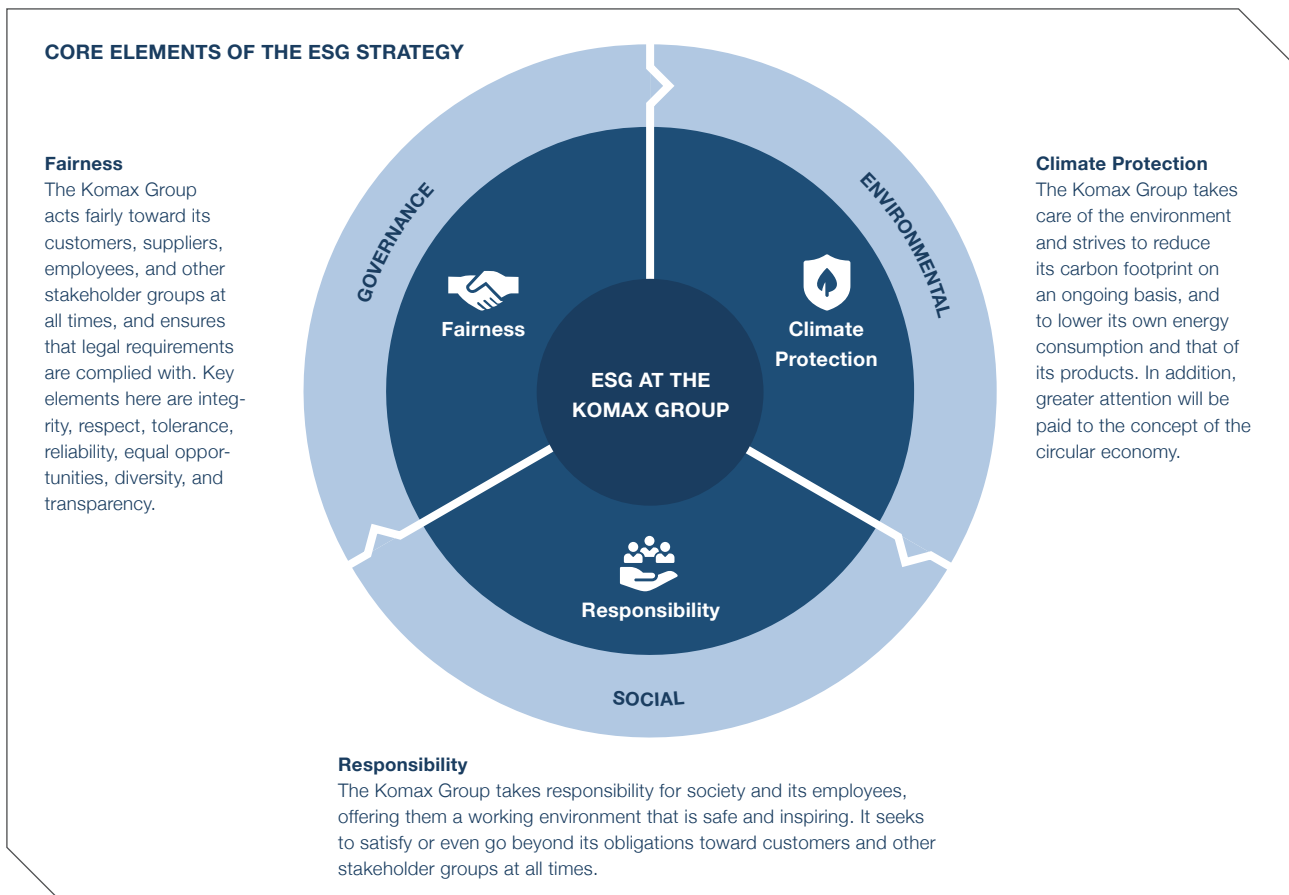 CORE ELEMENTS OF THE ESG STRATEGY
Fairness
The Komax Group
acts fairly toward its
customers, suppliers,
employees, and other
stakeholder groups at
all times, and ensures
that legal requirements
are complied with. Key
elements here are integ-
rity, respect, tolerance,
reliability, equal oppor-
tunities, diversity, and
transparency.
GOVERNANCE
Fairness
ENVIRONMENTAL
Climate
Protection
ESG AT THE
KOMAX GROUP
Responsibility
SOCIAL
Climate Protection
The Komax Group takes
care of the environment
and strives to reduce
its carbon footprint on
an ongoing basis, and
to lower its own energy
consumption and that of
its products. In addition,
greater attention will be
paid to the concept of the
circular economy.
Responsibility
The Komax Group takes responsibility for society and its employees,
offering them a working environment that is safe and inspiring. It seeks
to satisfy or even go beyond its obligations toward customers and other
stakeholder groups at all times.